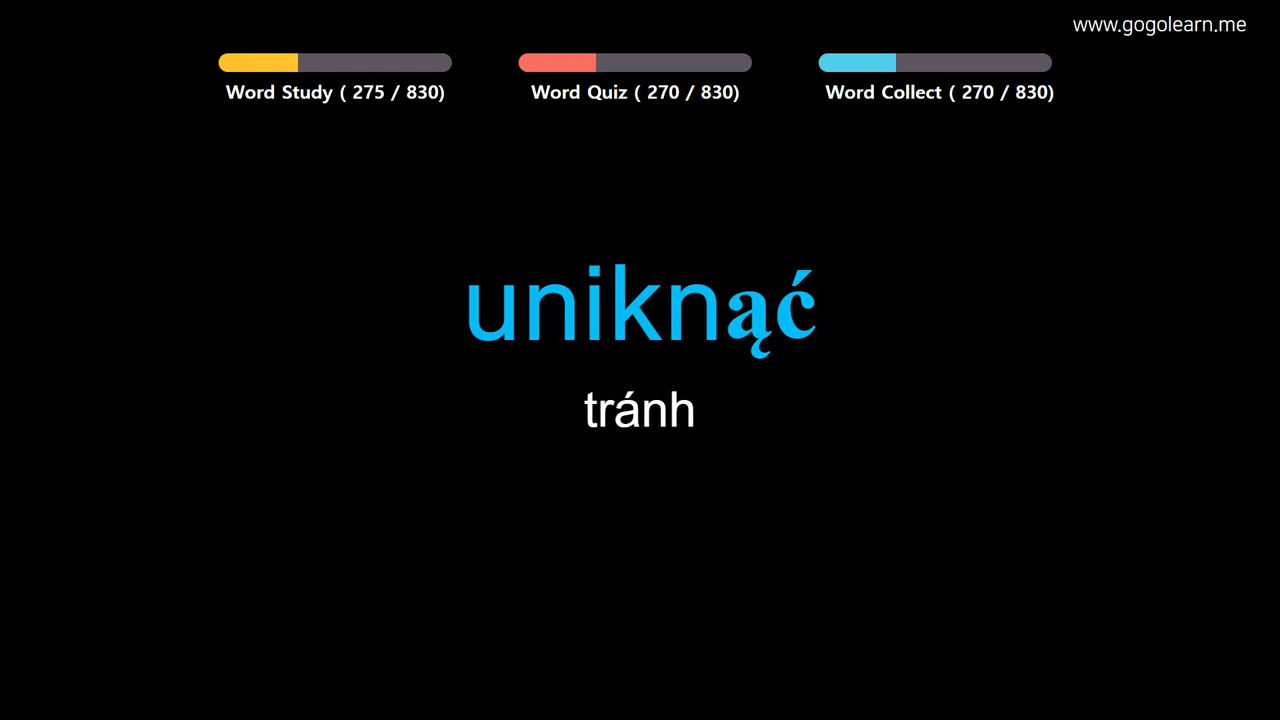 www.gogolearn.me
Word Study ( 275 / 830)
Word Quiz ( 270 / 830)
Word Collect ( 270 / 830)
uniknąć
tránh